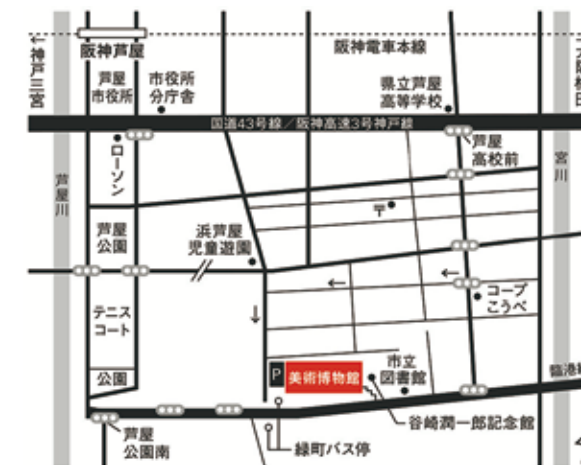 ←神戸三宮
阪神芦屋
阪神電車本線
芦屋
市役所
市役所
分庁舎
県立芦屋
高等学校
国道43号線／阪神高速3号神戸線
ローソン
芦屋
高校前
芦屋川
宮川
芦屋
公園
浜芦屋
児童遊園
〒
テニス
コート
コープ
こうべ
公園
P
美術博物館
市立
図書館
臨港線
谷崎潤一郎記念館
芦屋
公園南
緑町バス停